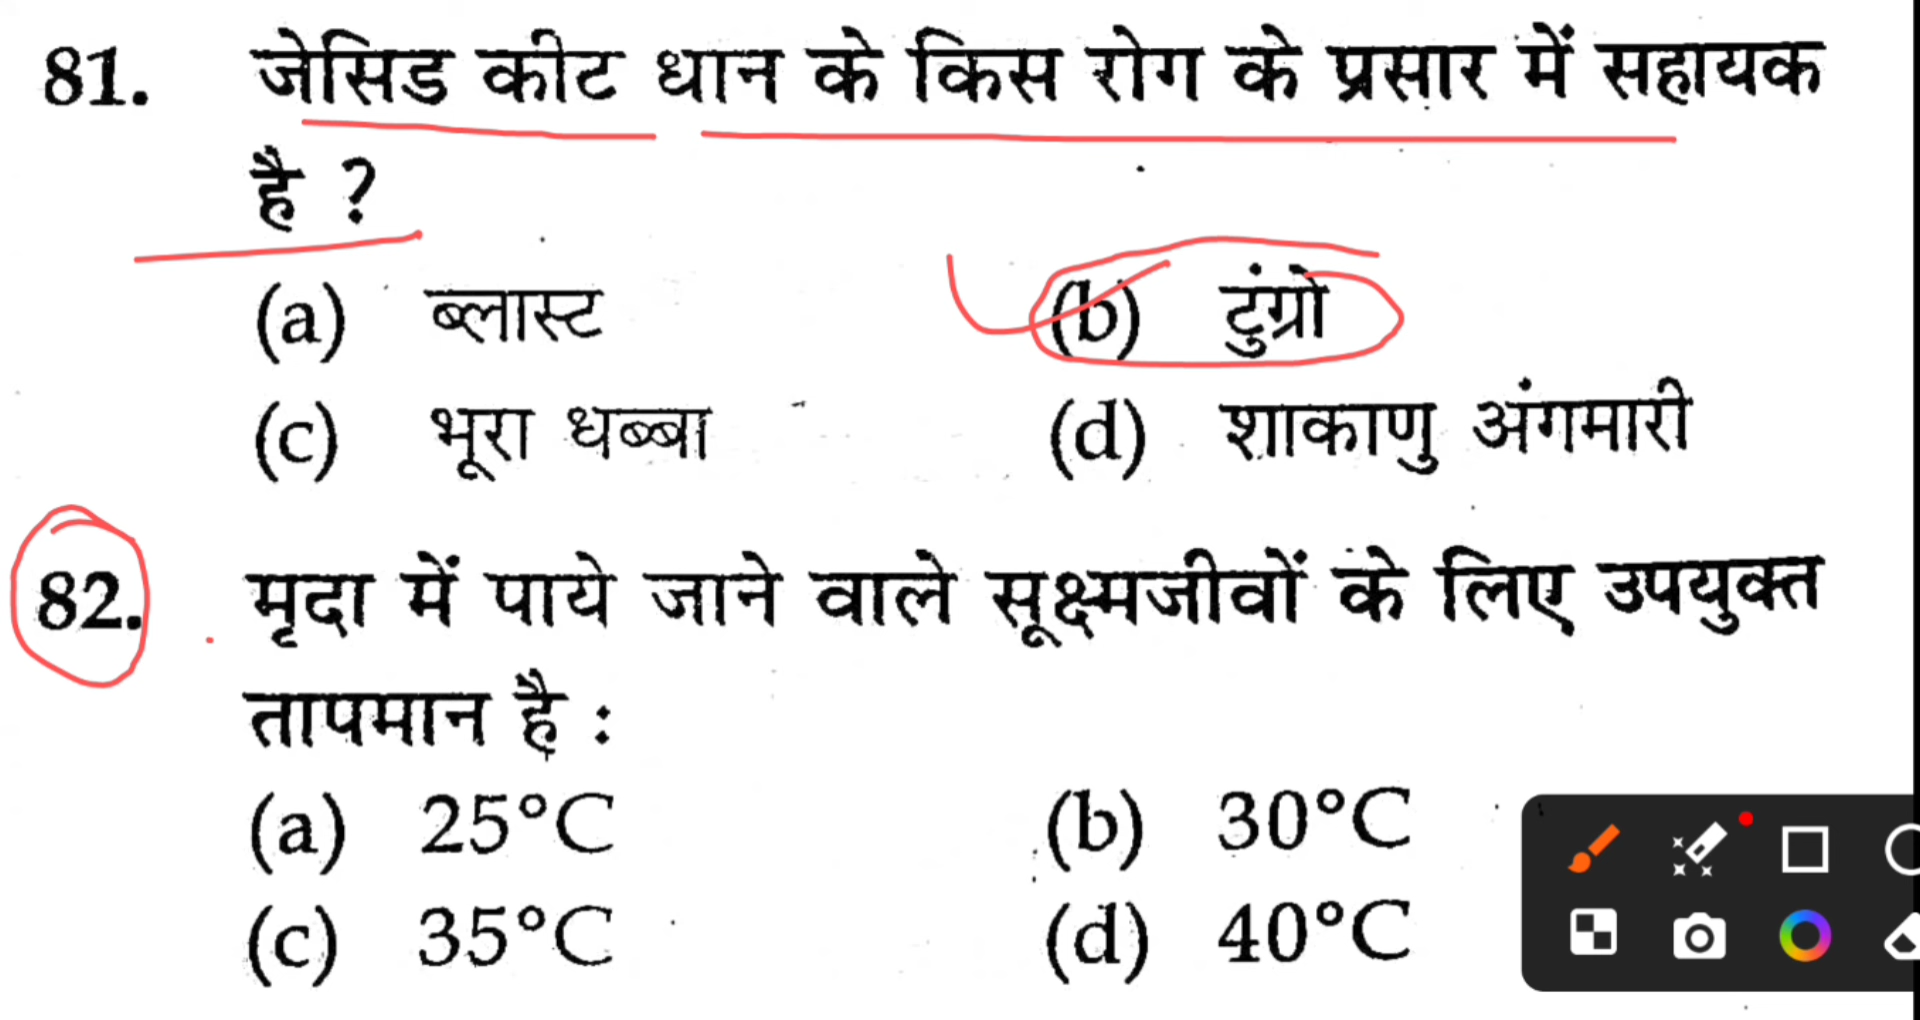 81. जेसिड कीट धान के किस रोग के प्रसार में सहायक
है ?
(a) ब्लास्ट (b) टुंग्रो
(c) भूरा धब्बा (d) शाकाणु अंगमारी
82. मृदा में पाये जाने वाले सूक्ष्मजीवों के लिए उपयुक्त
तापमान है :
(a) 25°C (b) 30°C
(c) 35°C (d) 40°C